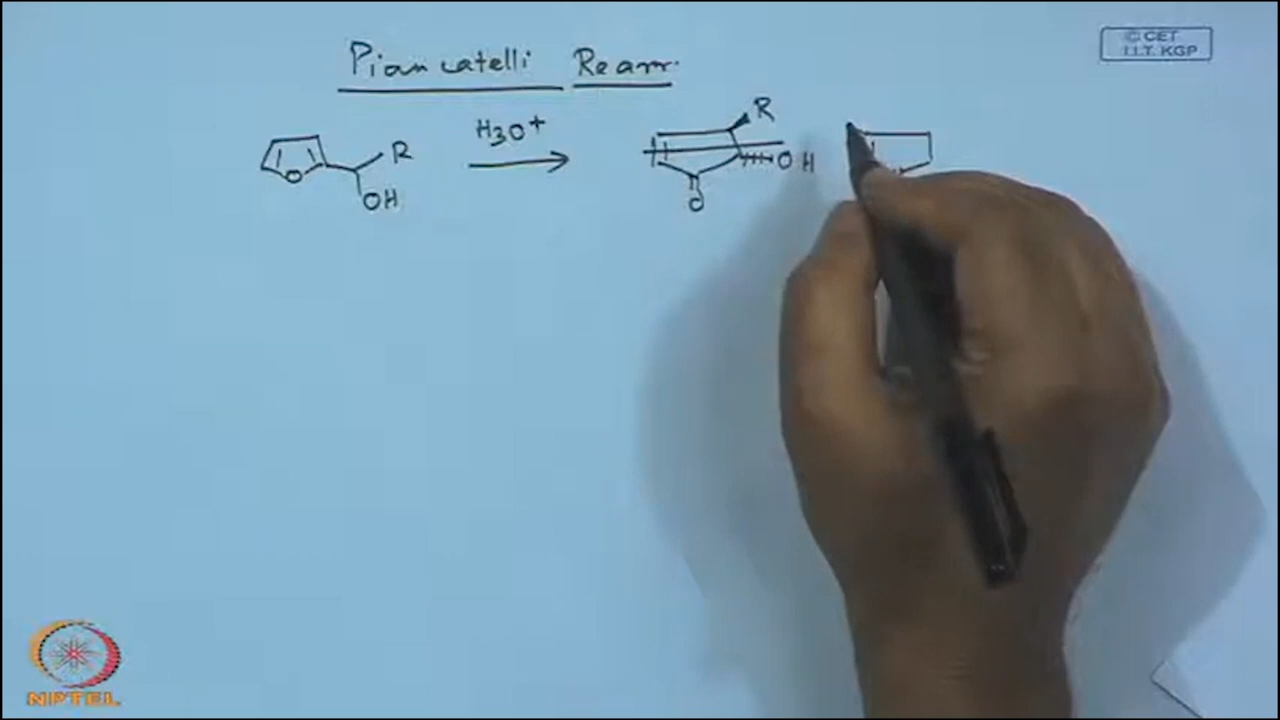 © CET
I.I.T. KGP
Piancatelli Rearr.
H3O+
R
O
OH
R
OH
O
NPTEL